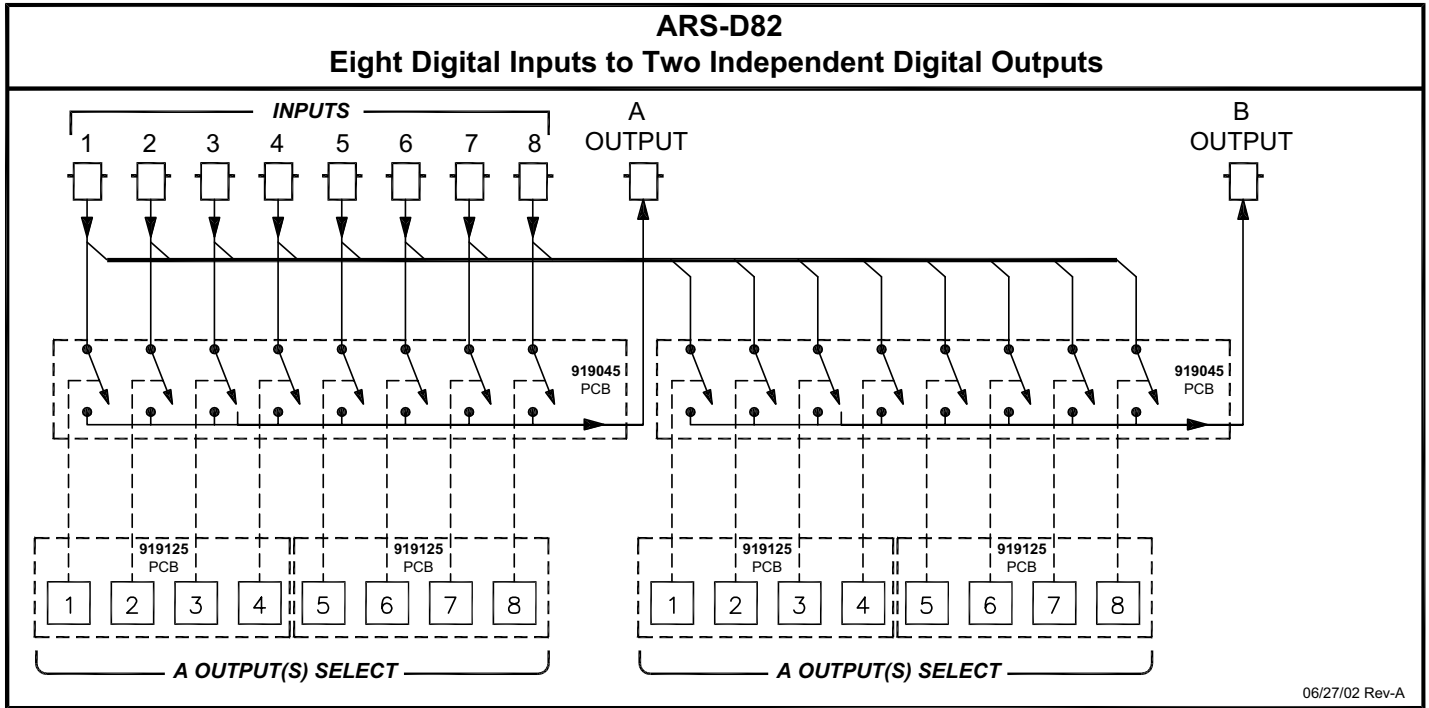 ARS-D82
Eight Digital Inputs to Two Independent Digital Outputs
INPUTS
1 2 3 4 5 6 7 8
A
OUTPUT
B
OUTPUT
919045
PCB
919045
PCB
919125
PCB
919125
PCB
919125
PCB
919125
PCB
1 2 3 4 5 6 7 8
1 2 3 4 5 6 7 8
A OUTPUT(S) SELECT
A OUTPUT(S) SELECT
06/27/02 Rev-A